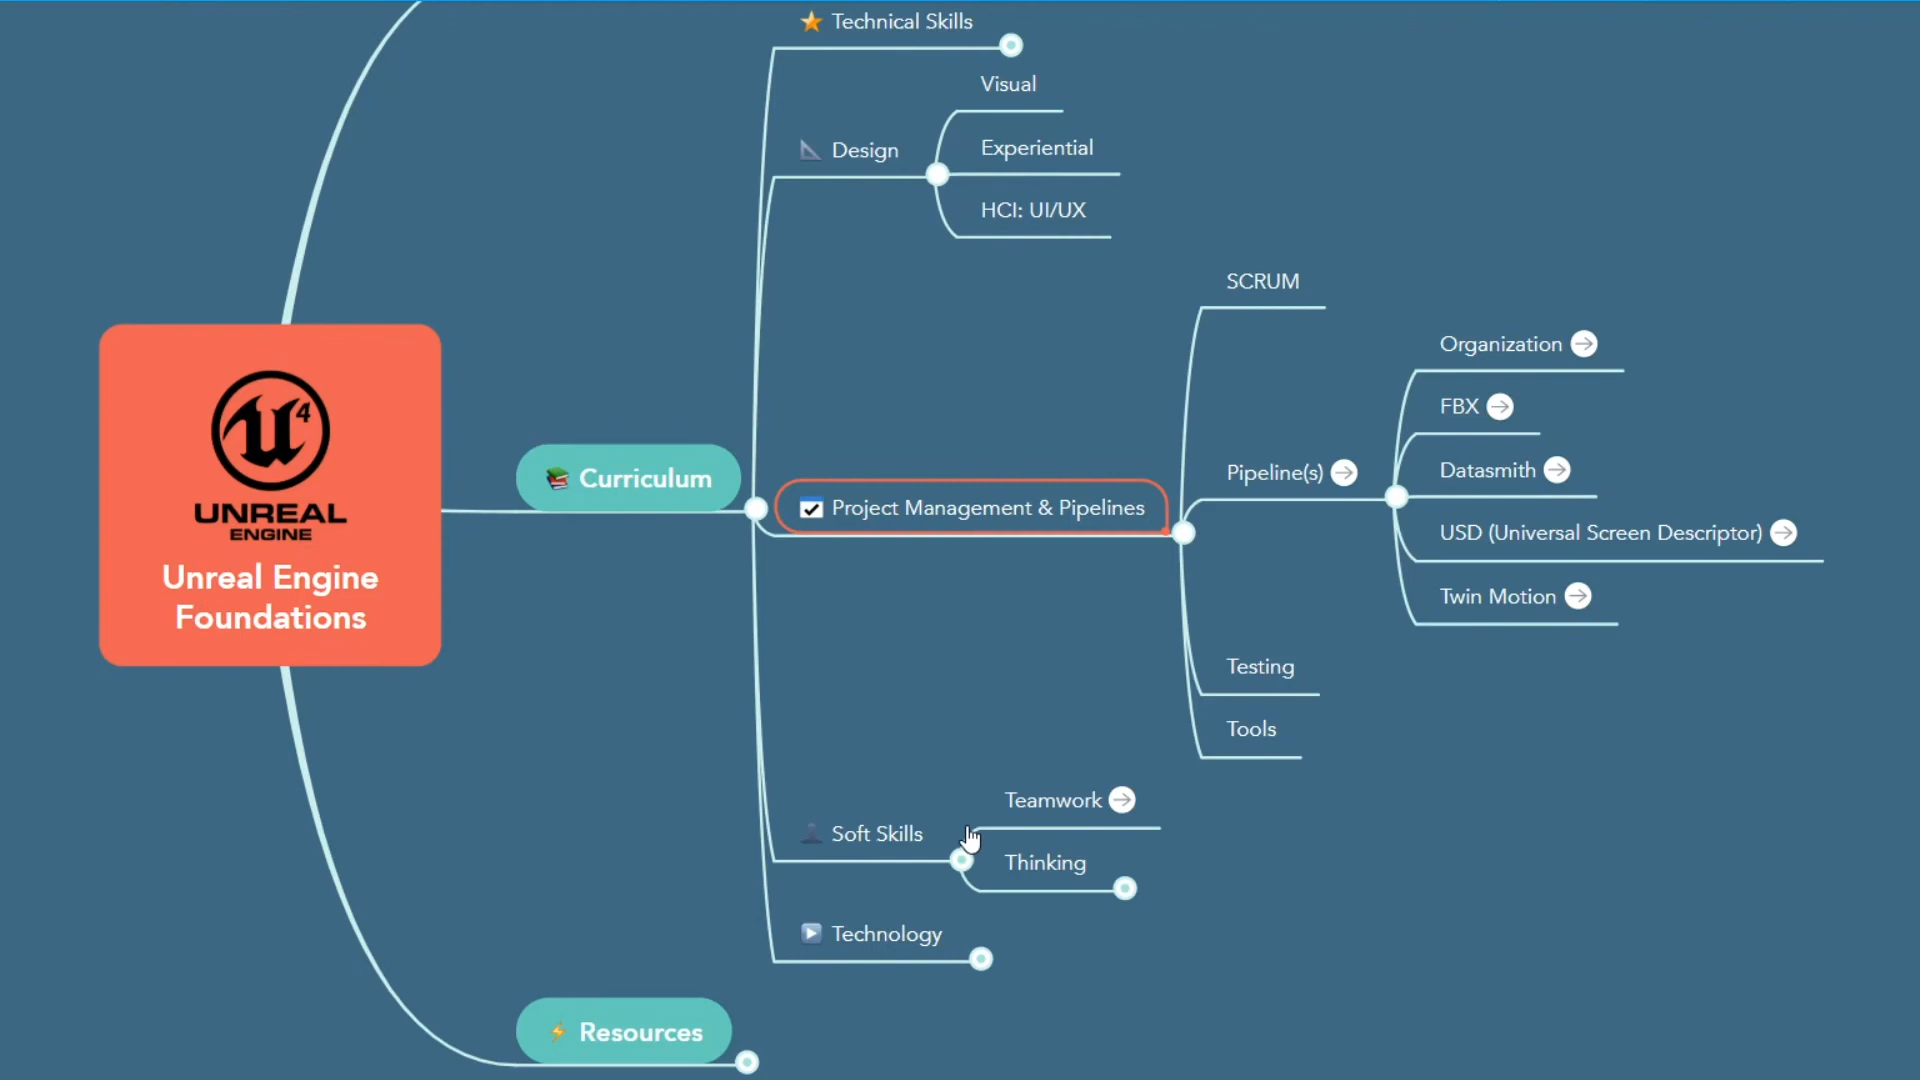 Technical Skills
Visual
Design
Experiential
HCI: UI/UX
SCRUM
Organization
FBX
Pipeline(s)
Datasmith
Curriculum
Project Management & Pipelines
USD (Universal Screen Descriptor)
4
UNREAL
ENGINE
Unreal Engine
Foundations
Twin Motion
Testing
Tools
Teamwork
Soft Skills
Thinking
Technology
Resources